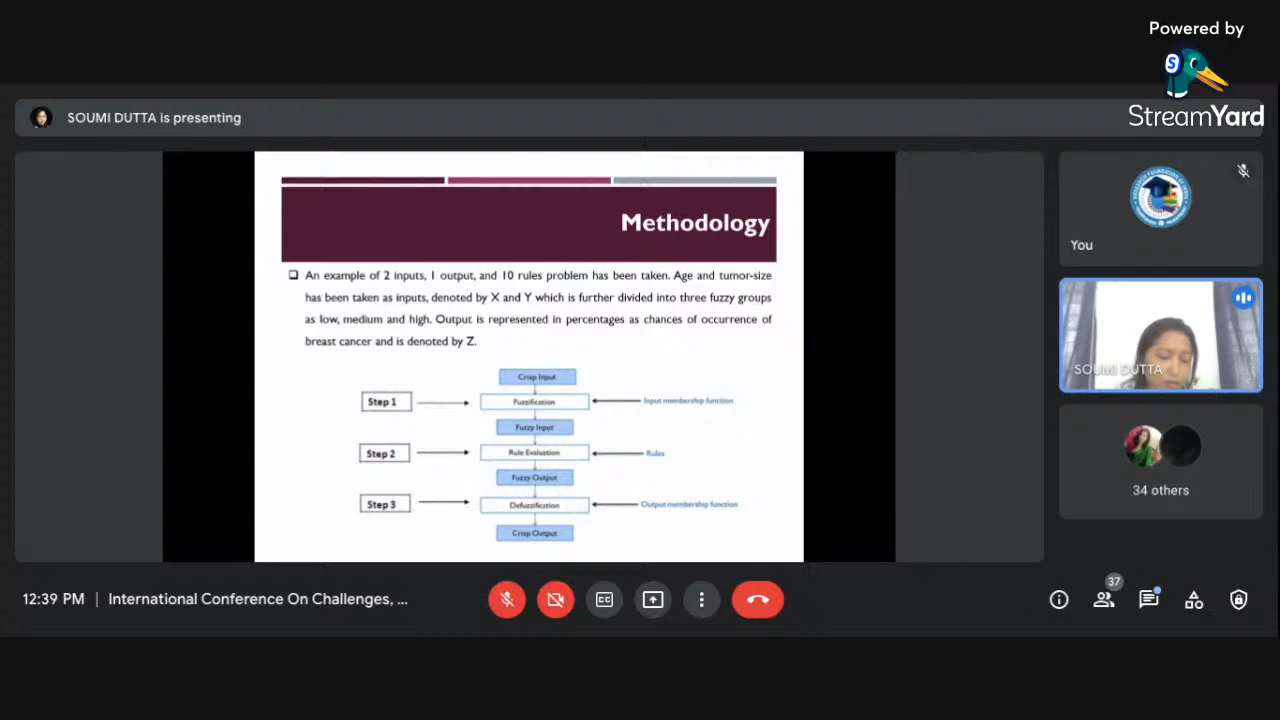 Powered by
StreamYard
SOUMI DUTTA is presenting
Methodology
An example of 2 inputs, 1 output, and 10 rules problem has been taken. Age and tumor-size
has been taken as inputs, denoted by X and Y which is further divided into three fuzzy groups
as low, medium and high. Output is represented in percentages as chances of occurrence of
breast cancer and is denoted by Z.
Crisp Input
Step 1
Fuzzification
Input membership function
Fuzzy Input
Step 2
Rule Evaluation
Rules
Fuzzy Output
Step 3
Defuzzification
Output membership function
Crisp Output
You
SOUMI DUTTA
34 others
12:39 PM | International Conference On Challenges, ...
CC
37